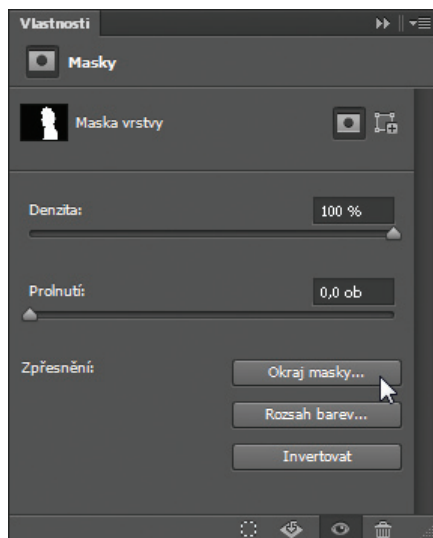 Vlastnosti
Masky
Maska vrstvy
Denzita: 100 %
Prolnutí: 0,0 ob
Zpřesnění: Okraj masky...
Rozsah barev...
Invertovat